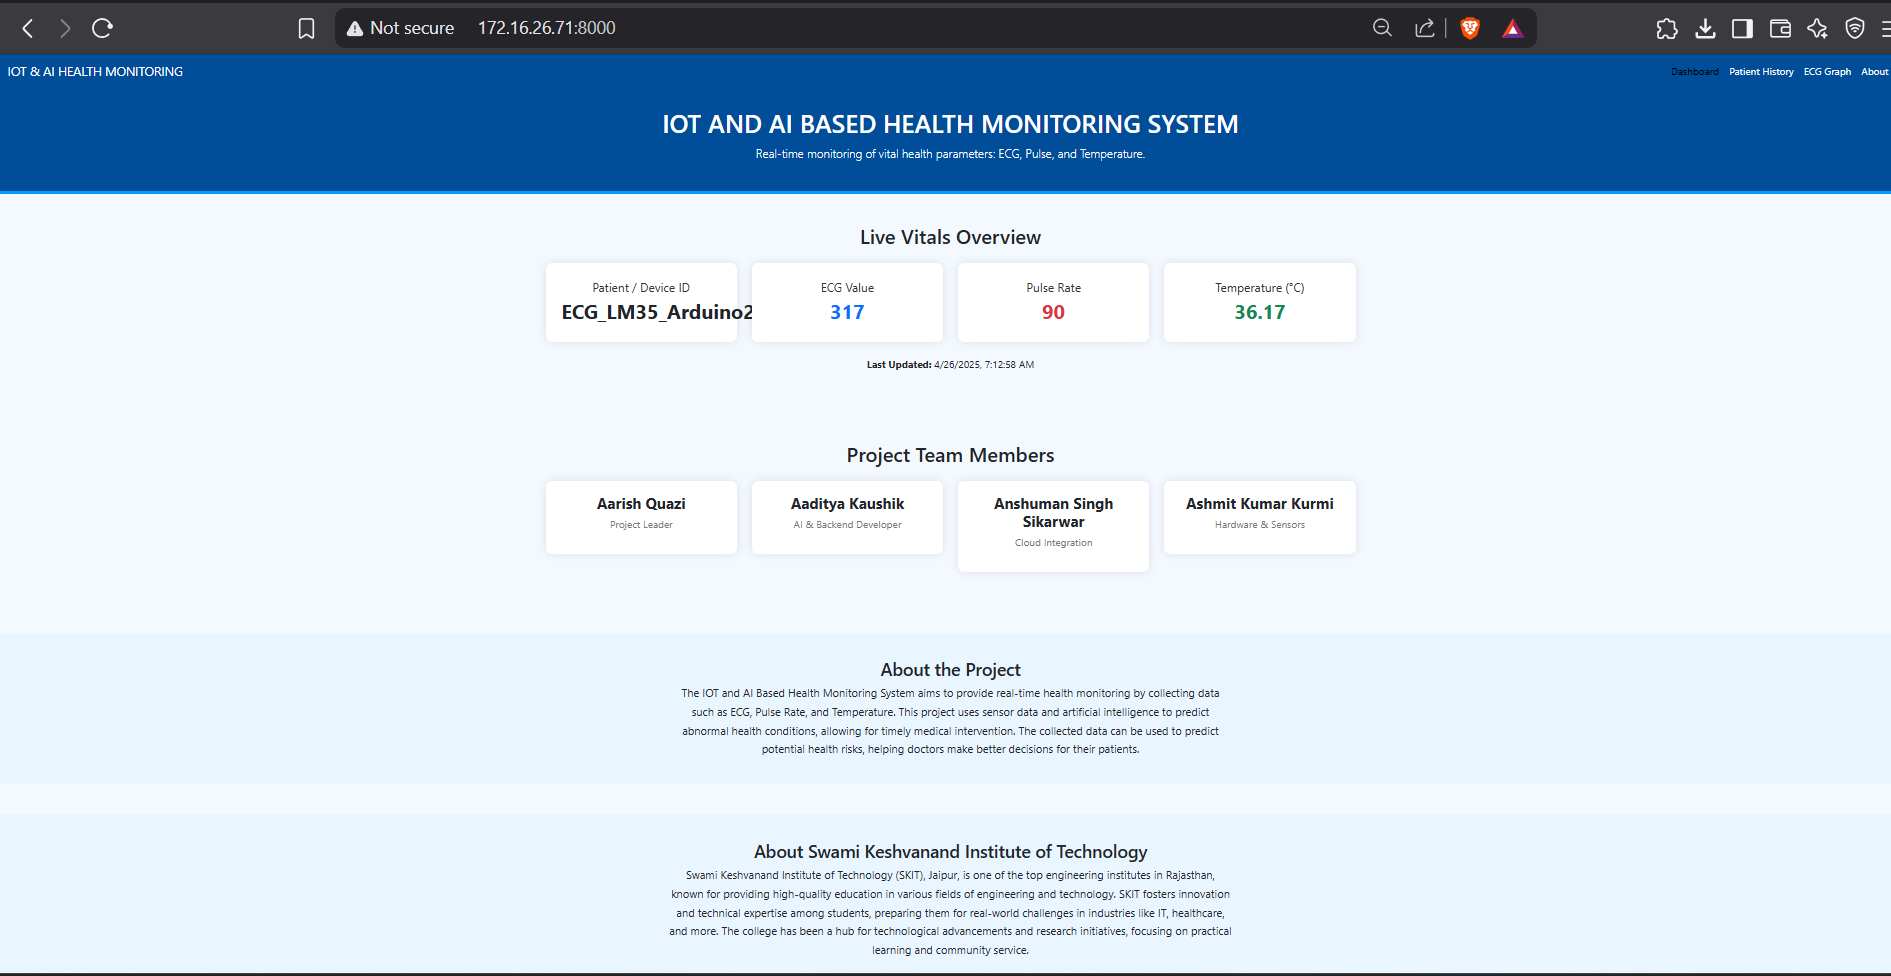 Not secure 172.16.26.71:8000
IOT & AI HEALTH MONITORING
Dashboard Patient History ECG Graph About
IOT AND AI BASED HEALTH MONITORING SYSTEM
Real-time monitoring of vital health parameters: ECG, Pulse, and Temperature.
Live Vitals Overview
Patient / Device ID
ECG_LM35_Arduino2
ECG Value
317
Pulse Rate
90
Temperature (°C)
36.17
Last Updated: 4/26/2025, 7:12:58 AM
Project Team Members
Aarish Quazi
Project Leader
Aaditya Kaushik
AI & Backend Developer
Anshuman Singh
Sikarwar
Cloud Integration
Ashmit Kumar Kurmi
Hardware & Sensors
About the Project
The IOT and AI Based Health Monitoring System aims to provide real-time health monitoring by collecting data
such as ECG, Pulse Rate, and Temperature. This project uses sensor data and artificial intelligence to predict
abnormal health conditions, allowing for timely medical intervention. The collected data can be used to predict
potential health risks, helping doctors make better decisions for their patients.
About Swami Keshvanand Institute of Technology
Swami Keshvanand Institute of Technology (SKIT), Jaipur, is one of the top engineering institutes in Rajasthan,
known for providing high-quality education in various fields of engineering and technology. SKIT fosters innovation
and technical expertise among students, preparing them for real-world challenges in industries like IT, healthcare,
and more. The college has been a hub for technological advancements and research initiatives, focusing on practical
learning and community service.